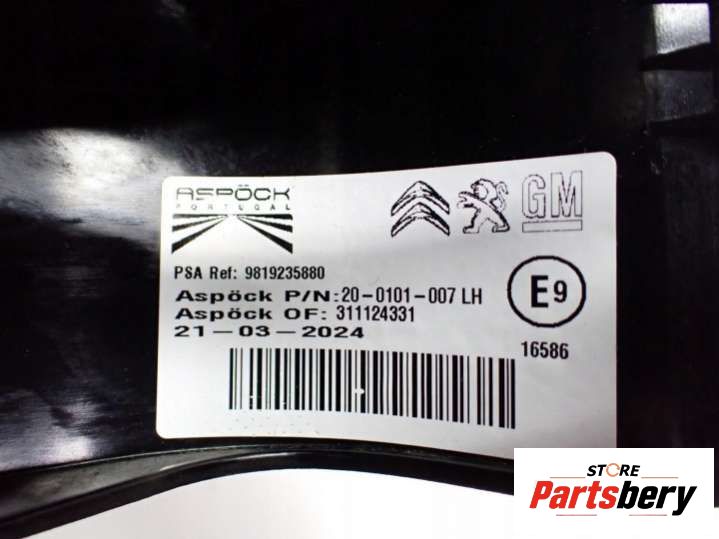 ASPÖCK
PORTUGAL
GM
PSA Ref: 9819235880
Aspöck P/N: 20-0101-007 LH
Aspöck OF: 311124331
21-03-2024
E9
16586
STORE
Partsbery